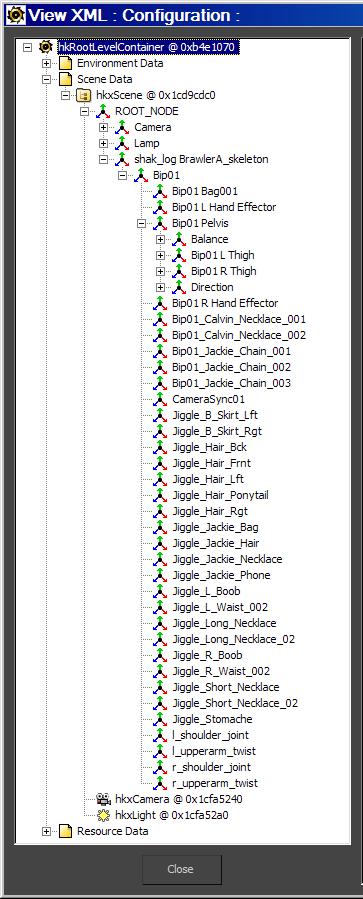 View XML : Configuration :
hkRootLevelContainer @ 0xb4e1070
Environment Data
Scene Data
hkxScene @ 0x1cd9cdc0
ROOT_NODE
Camera
Lamp
shak_log BrawlerA_skeleton
Bip01
Bip01 Bag001
Bip01 L Hand Effector
Bip01 Pelvis
Balance
Bip01 L Thigh
Bip01 R Thigh
Direction
Bip01 R Hand Effector
Bip01_Calvin_Necklace_001
Bip01_Calvin_Necklace_002
Bip01_Jackie_Chain_001
Bip01_Jackie_Chain_002
Bip01_Jackie_Chain_003
CameraSync01
Jiggle_B_Skirt_Lft
Jiggle_B_Skirt_Rgt
Jiggle_Hair_Bck
Jiggle_Hair_Frnt
Jiggle_Hair_Lft
Jiggle_Hair_Ponytail
Jiggle_Hair_Rgt
Jiggle_Jackie_Bag
Jiggle_Jackie_Hair
Jiggle_Jackie_Necklace
Jiggle_Jackie_Phone
Jiggle_L_Boob
Jiggle_L_Waist_002
Jiggle_Long_Necklace
Jiggle_Long_Necklace_02
Jiggle_R_Boob
Jiggle_R_Waist_002
Jiggle_Short_Necklace
Jiggle_Short_Necklace_02
Jiggle_Stomache
l_shoulder_joint
l_upperarm_twist
r_shoulder_joint
r_upperarm_twist
hkxCamera @ 0x1cfa5240
hkxLight @ 0x1cfa52a0
Resource Data
Close